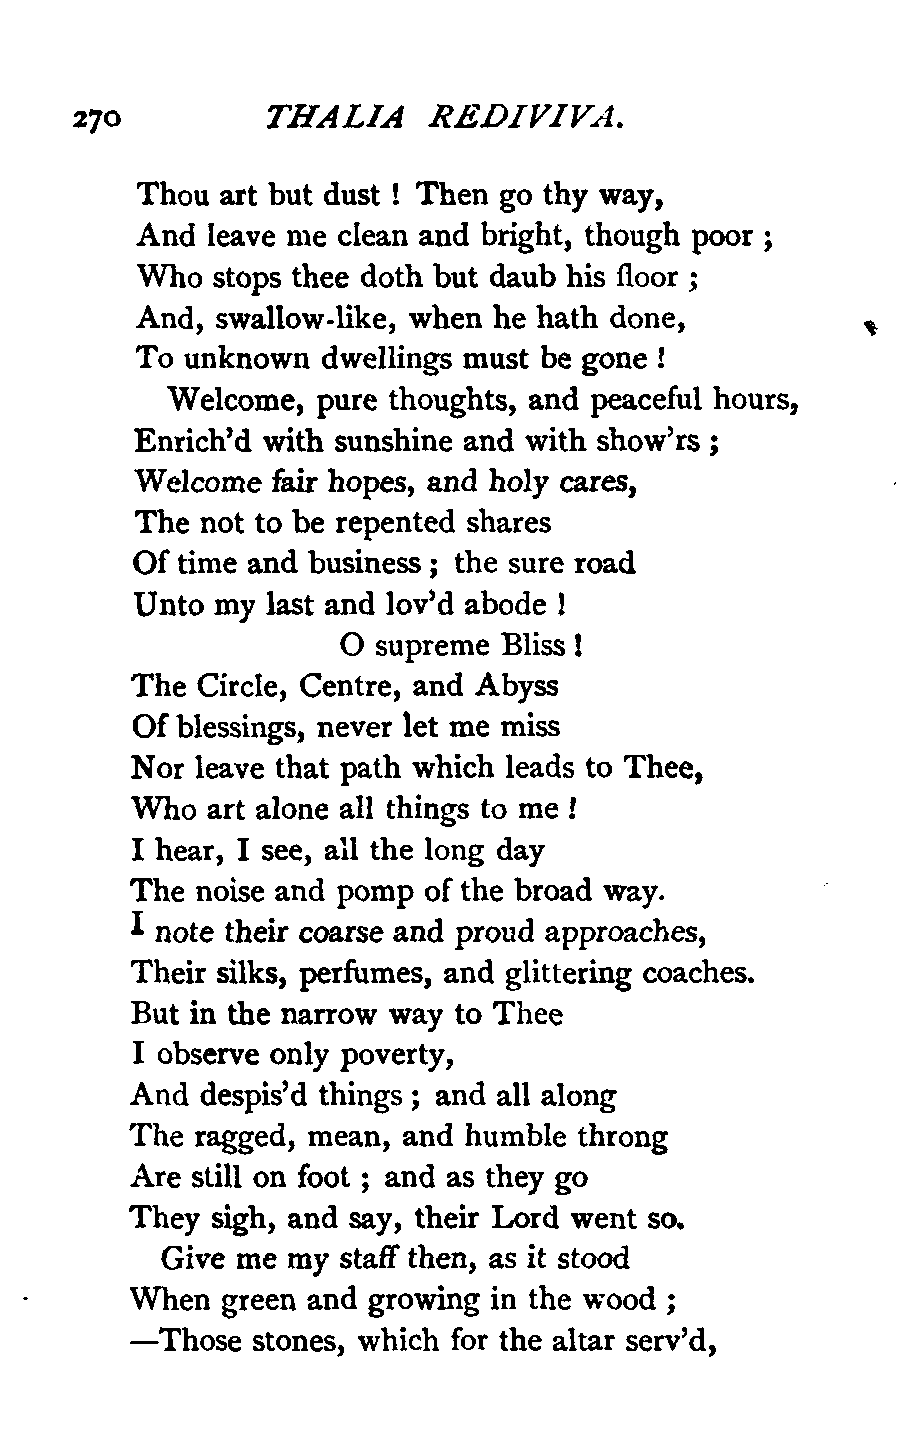 270 THALIA REDIVIVA.
Thou art but dust ! Then go thy way,
And leave me clean and bright, though poor ;
Who stops thee doth but daub his floor ;
And, swallow-like, when he hath done,
To unknown dwellings must be gone !
Welcome, pure thoughts, and peaceful hours,
Enrich'd with sunshine and with show'rs ;
Welcome fair hopes, and holy cares,
The not to be repented shares
Of time and business ; the sure road
Unto my last and lov'd abode !
O supreme Bliss !
The Circle, Centre, and Abyss
Of blessings, never let me miss
Nor leave that path which leads to Thee,
Who art alone all things to me !
I hear, I see, all the long day
The noise and pomp of the broad way.
I note their coarse and proud approaches,
Their silks, perfumes, and glittering coaches.
But in the narrow way to Thee
I observe only poverty,
And despis'd things ; and all along
The ragged, mean, and humble throng
Are still on foot ; and as they go
They sigh, and say, their Lord went so.
Give me my staff then, as it stood
When green and growing in the wood ;
—Those stones, which for the altar serv'd,